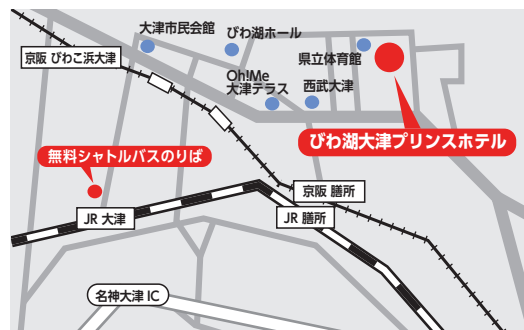 大津市民会館
びわ湖ホール
県立体育館
京阪 びわこ浜大津
Oh!Me
大津テラス
西武大津
びわ湖大津プリンスホテル
無料シャトルバスのりば
京阪 膳所
JR 大津
JR 膳所
名神大津 IC